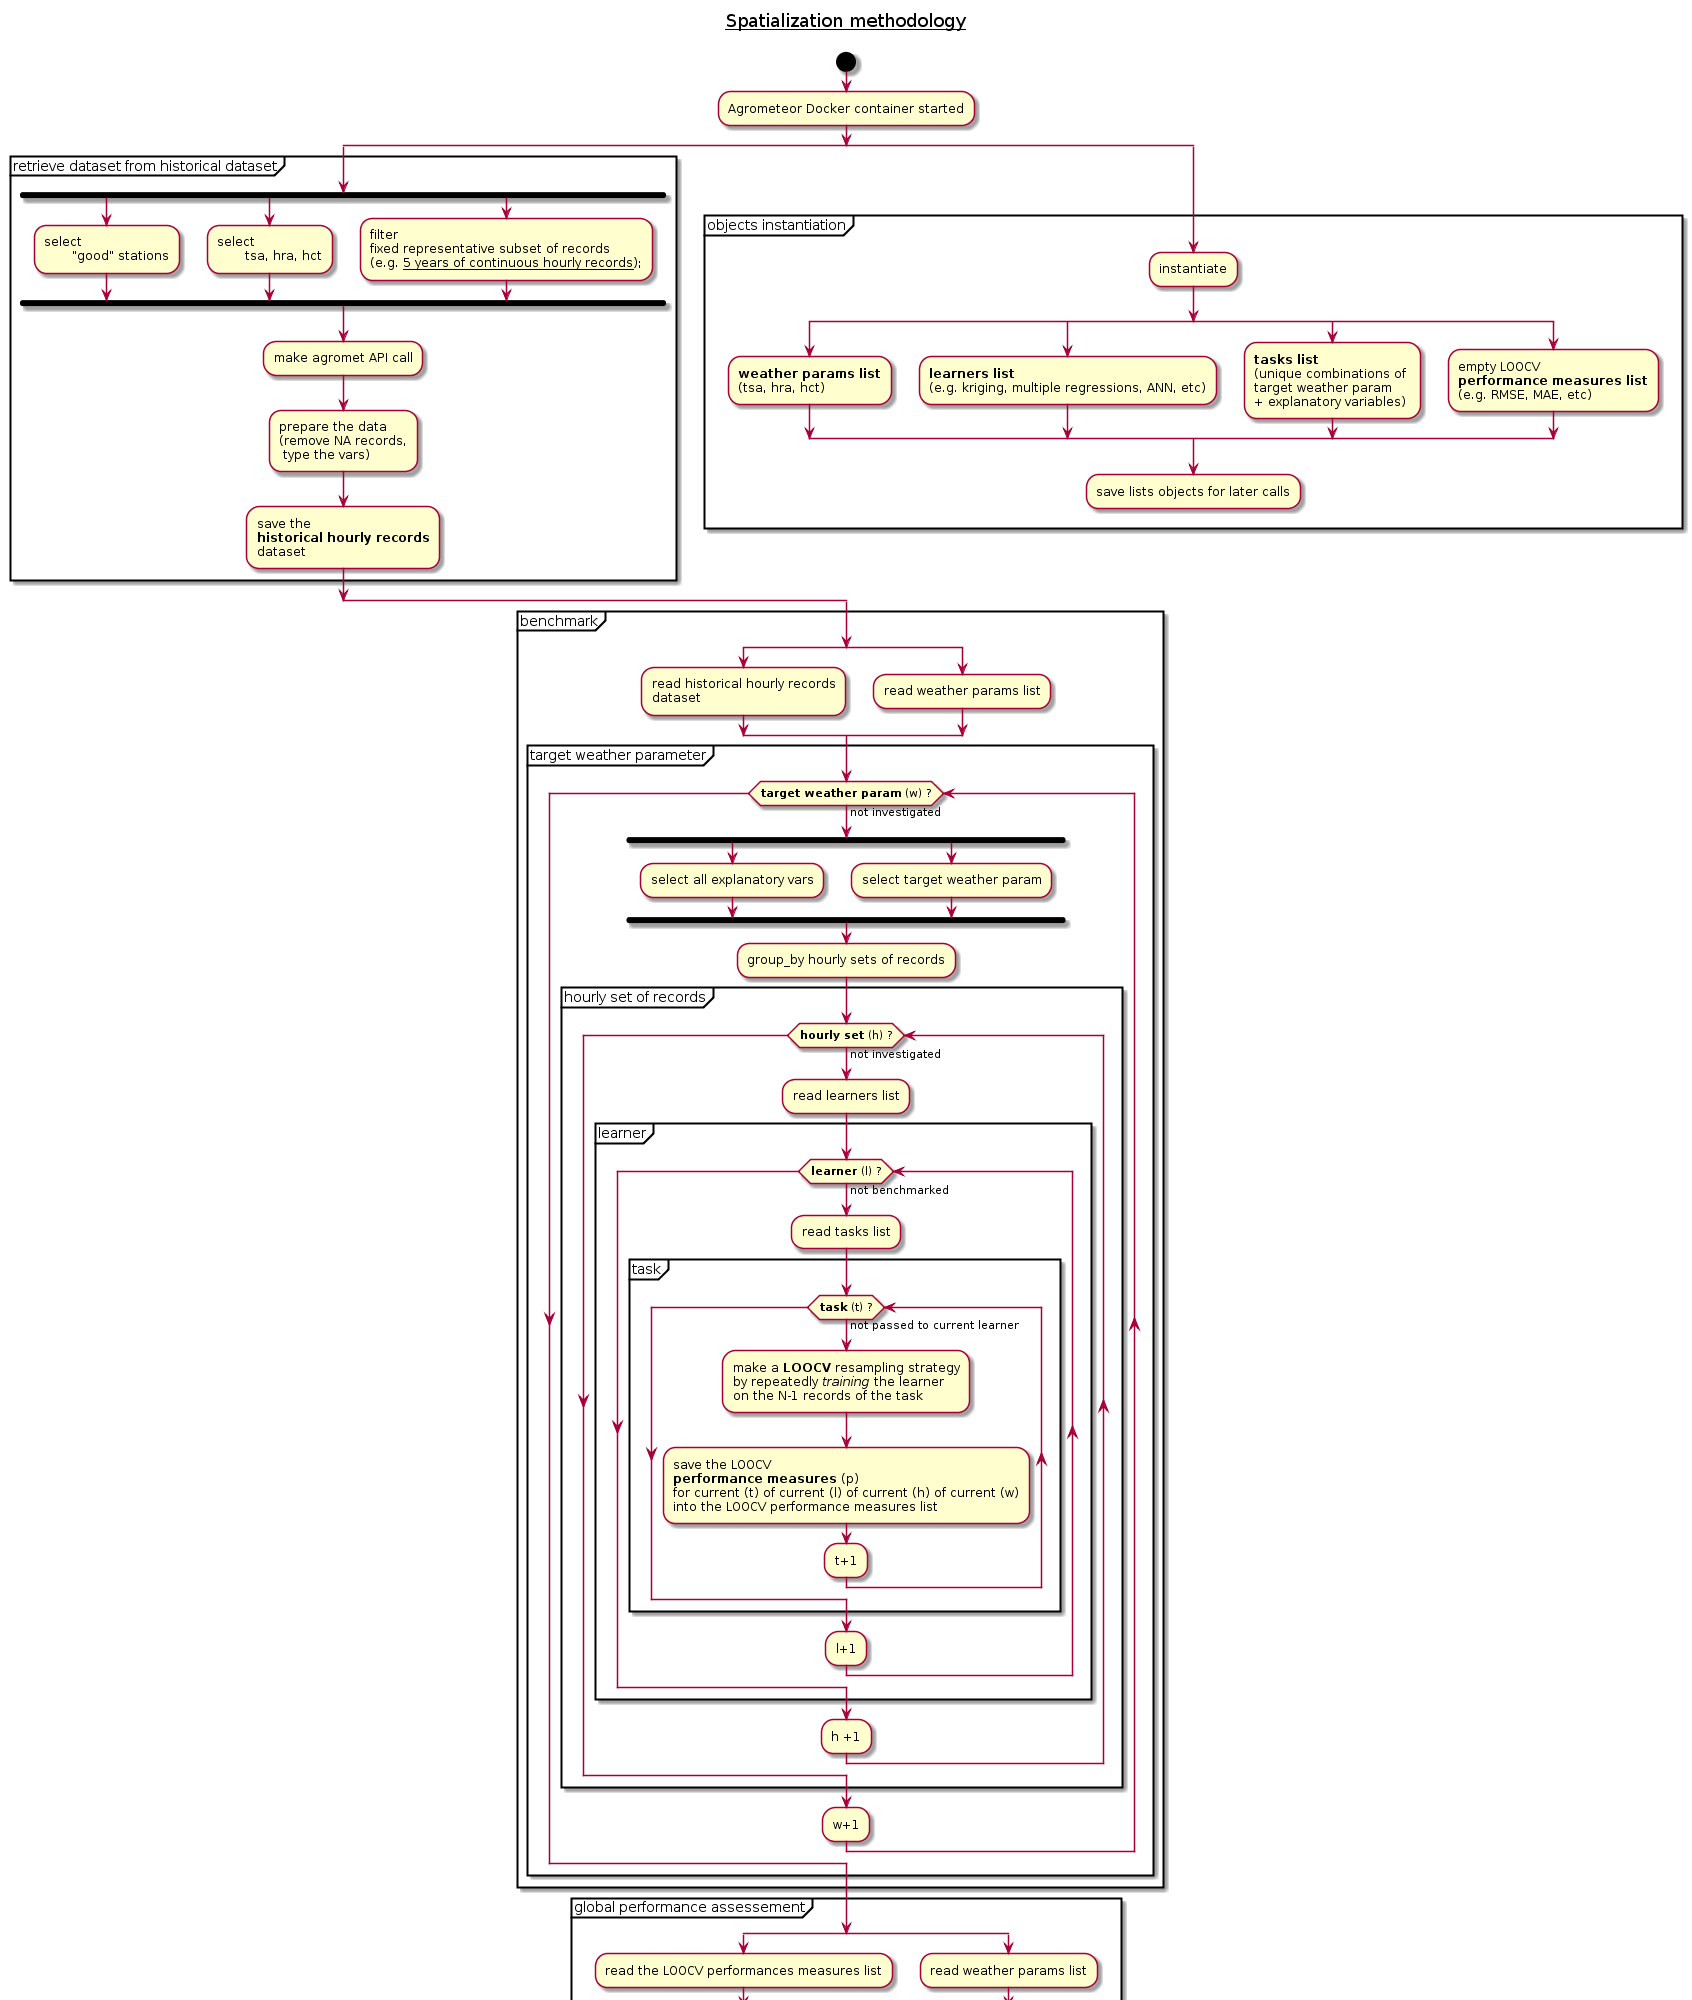 Spatialization methodology
Agrometeor Docker container started
retrieve dataset from historical dataset
select
"good" stations
select
tsa, hra, hct
filter
fixed representative subset of records
(e.g. 5 years of continuous hourly records);
make agromet API call
prepare the data
(remove NA records,
type the vars)
save the
historical hourly records
dataset
objects instantiation
instantiate
weather params list
(tsa, hra, hct)
learners list
(e.g. kriging, multiple regressions, ANN, etc)
tasks list
(unique combinations of
target weather param
+ explanatory variables)
empty LOOCV
performance measures list
(e.g. RMSE, MAE, etc)
save lists objects for later calls
benchmark
read historical hourly records
dataset
read weather params list
target weather parameter
target weather param (w) ?
not investigated
select all explanatory vars
select target weather param
group_by hourly sets of records
hourly set of records
hourly set (h) ?
not investigated
read learners list
learner
learner (l) ?
not benchmarked
read tasks list
task
task (t) ?
not passed to current learner
make a LOOCV resampling strategy
by repeatedly training the learner
on the N-1 records of the task
save the LOOCV
performance measures (p)
for current (t) of current (l) of current (h) of current (w)
into the LOOCV performance measures list
t+1
l+1
h +1
w+1
global performance assessement
read the LOOCV performances measures list
read weather params list